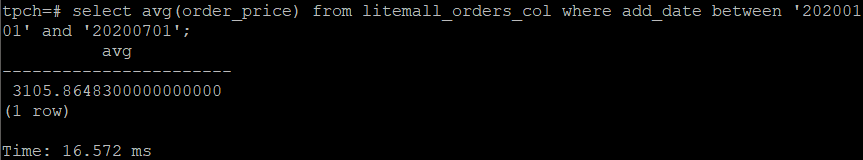 tpch=# select avg(order_price) from litemall_orders_col where add_date between '202001
01' and '20200701';
          avg
-----------------------
 3105.8648300000000000
(1 row)
Time: 16.572 ms